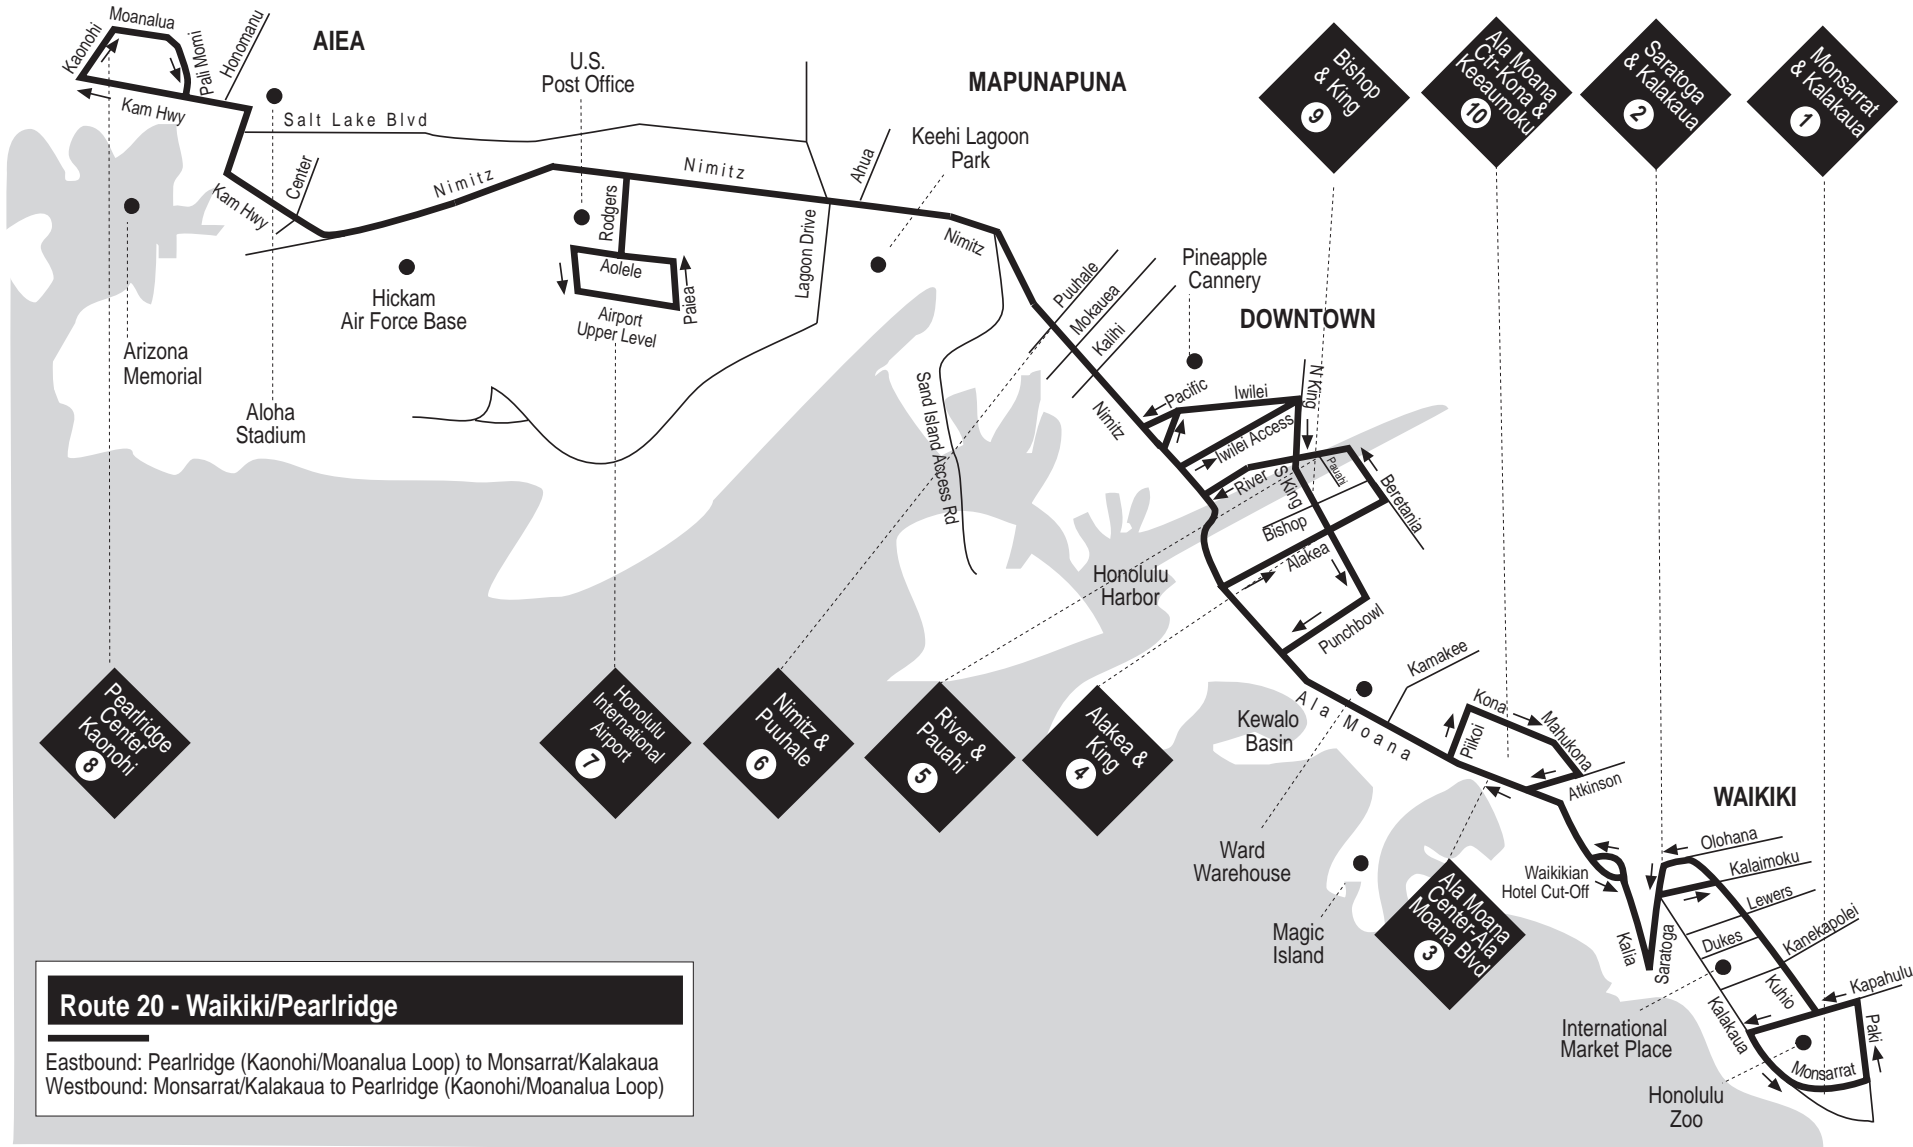 Moanalua
Kaonohi
Pali Momi
Honomanu
AIEA
Kam Hwy
Salt Lake Blvd
Kam Hwy
Center
Nimitz
U.S.
Post Office
Nimitz
Rodgers
Aolele
Paiea
Airport
Upper Level
Hickam
Air Force Base
Arizona
Memorial
Aloha
Stadium
MAPUNAPUNA
Ahua
Keehi Lagoon
Park
Lagoon Drive
Nimitz
Sand Island Access Rd
Puuhale
Mokauea
Kalihi
Nimitz
Pineapple
Cannery
DOWNTOWN
Pacific
Iwilei
N King
Iwilei Access
River
S King
Pauahi
Beretania
Bishop
Alakea
Punchbowl
Honolulu
Harbor
Kamakee
Kewalo
Basin
Ala Moana
Kona
Mahukona
Piikoi
Atkinson
Ward
Warehouse
Magic
Island
WAIKIKI
Waikikian
Hotel Cut-Off
Olohana
Kalaimoku
Lewers
Dukes
Kanekapolei
Kalia
Saratoga
Kuhio
Kapahulu
Kalakaua
Paki
Monsarrat
International
Market Place
Honolulu
Zoo
Bishop
& King
9
Ala Moana
Ctr-Kona &
Keeaumoku
10
Saratoga
& Kalakaua
2
Monsarrat
& Kalakaua
1
Pearlridge
Center
Kaonohi
8
Honolulu
International
Airport
7
Nimitz &
Puuhale
6
River &
Pauahi
5
Alakea &
King
4
Ala Moana
Center-Ala
Moana Blvd
3
Route 20 - Waikiki/Pearlridge
Eastbound: Pearlridge (Kaonohi/Moanalua Loop) to Monsarrat/Kalakaua
Westbound: Monsarrat/Kalakaua to Pearlridge (Kaonohi/Moanalua Loop)